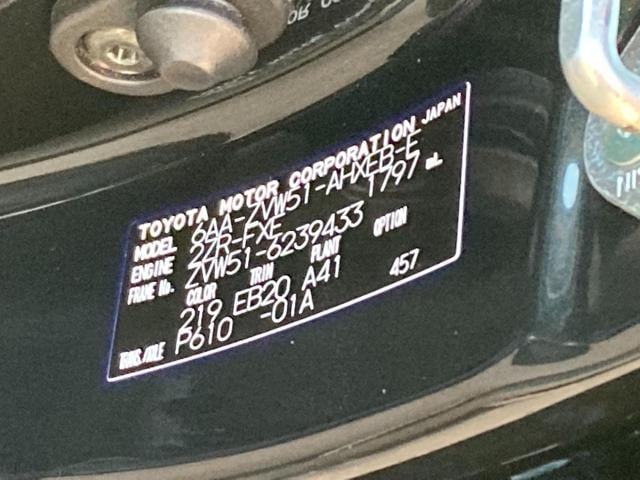 TOYOTA MOTOR CORPORATION JAPAN
MODEL 6AA-ZVW51-AHXEB-E
ENGINE 2ZR-FXE 1797 mL
FRAME No. ZVW51-6239433
COLOR TRIM PLANT OPTION
219 EB20 A41 457
TRANS./AXLE P610 -01A